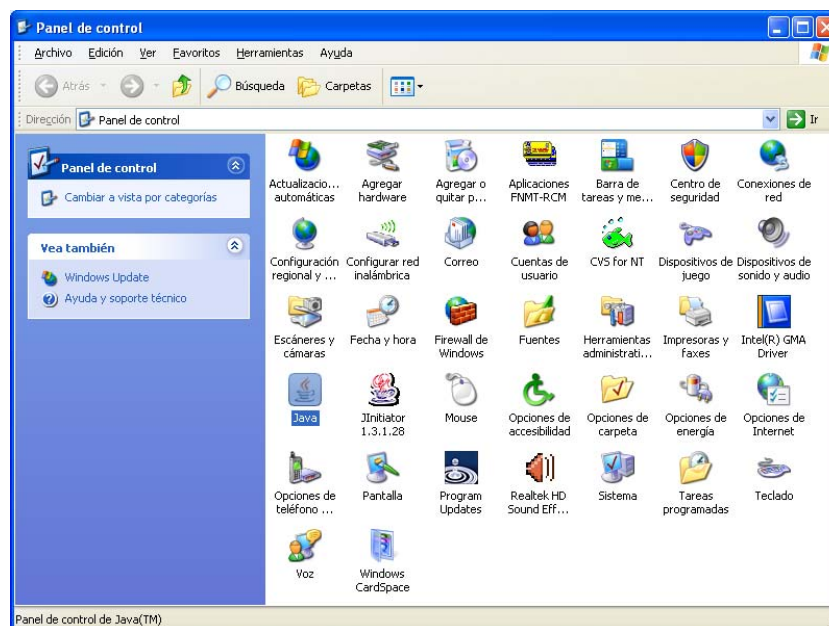 Panel de control
Archivo Edición Ver Favoritos Herramientas Ayuda
Atrás Búsqueda Carpetas
Dirección Panel de control Ir
Panel de control
Cambiar a vista por categorías
Vea también
Windows Update
Ayuda y soporte técnico
Actualizacio... Agregar Agregar o Aplicaciones Barra de Centro de Conexiones de
automáticas hardware quitar p... FNMT-RCM tareas y me... seguridad red
Configuración Configurar red Correo Cuentas de CVS for NT Dispositivos de Dispositivos de
regional y ... inalámbrica usuario juego sonido y audio
Escáneres y Fecha y hora Firewall de Fuentes Herramientas Impresoras y Intel(R) GMA
cámaras Windows administrati... faxes Driver
Java JInitiator Mouse Opciones de Opciones de Opciones de Opciones de
1.3.1.28 accesibilidad carpeta energía Internet
Opciones de Pantalla Program Realtek HD Sistema Tareas Teclado
teléfono ... Updates Sound Eff... programadas
Voz Windows
CardSpace
Panel de control de Java(TM)